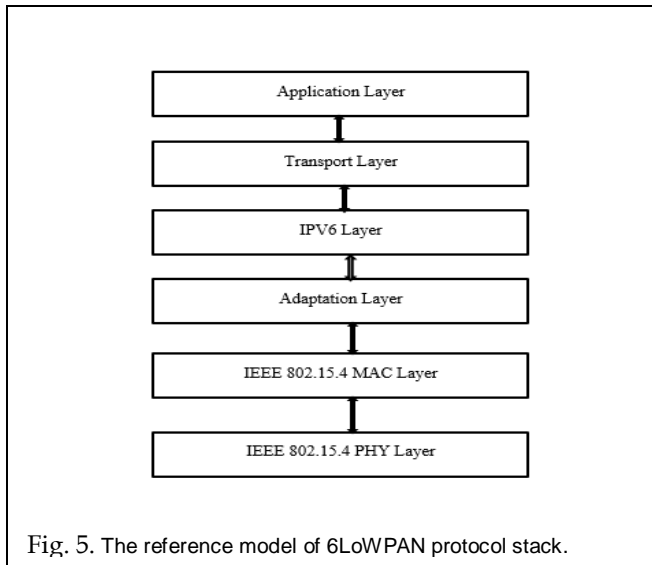 Application Layer
Transport Layer
IPV6 Layer
Adaptation Layer
IEEE 802.15.4 MAC Layer
IEEE 802.15.4 PHY Layer
Fig. 5. The reference model of 6LoWPAN protocol stack.